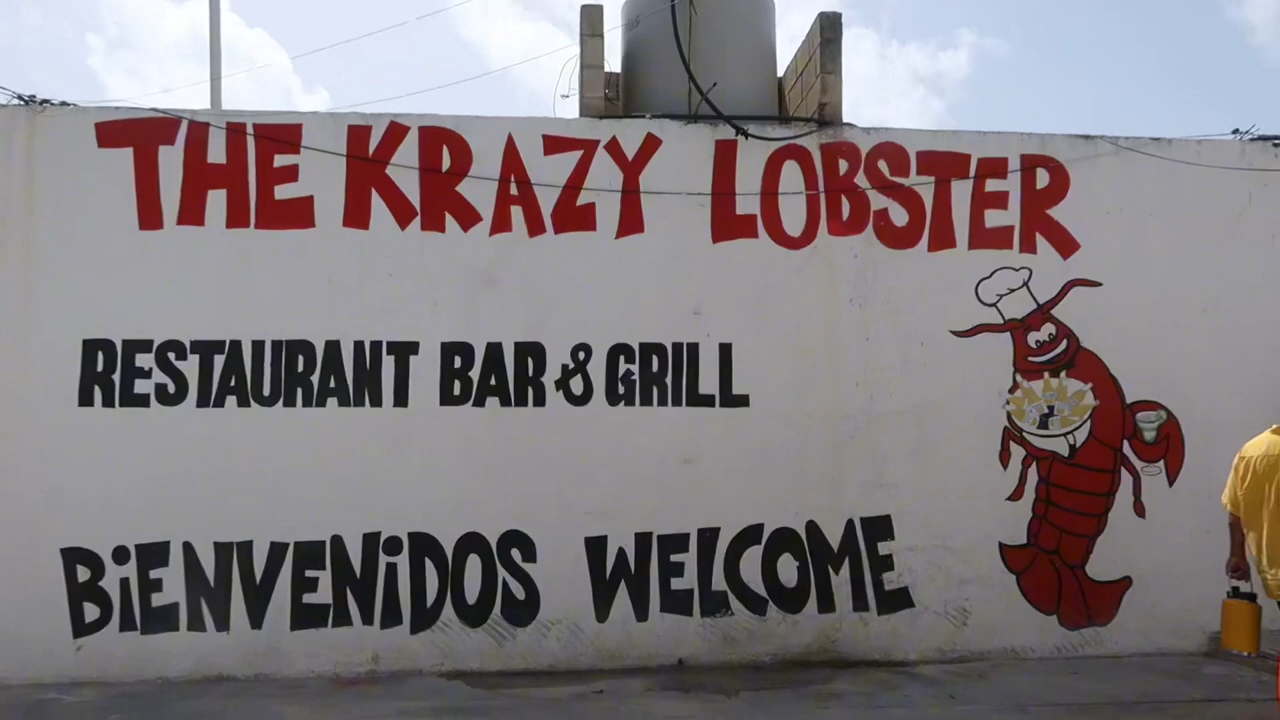 THE KRAZY LOBSTER
RESTAURANT BAR & GRILL
BiENVENiDOS WELCOME